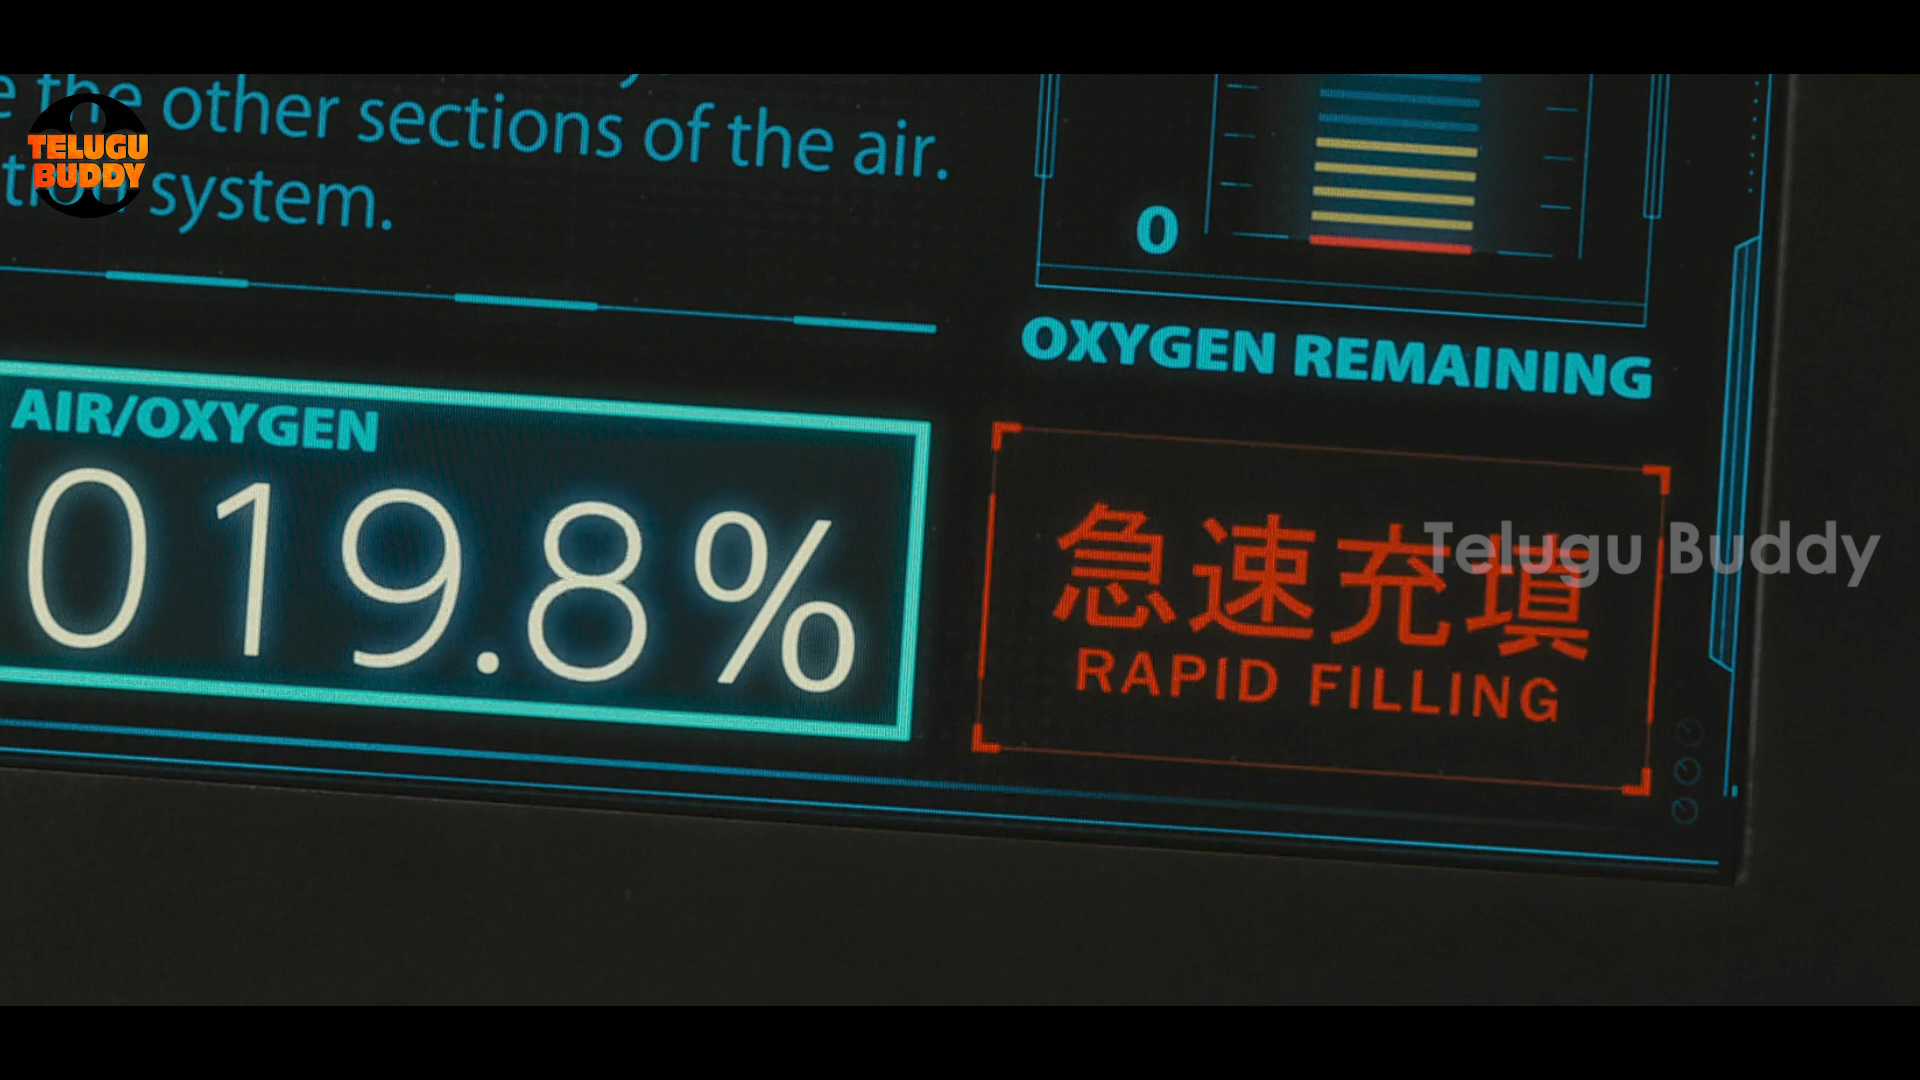 the other sections of the air.
system.
0
OXYGEN REMAINING
AIR/OXYGEN
019.8%
急速充填
RAPID FILLING
TELUGU
BUDDY
Telugu Buddy